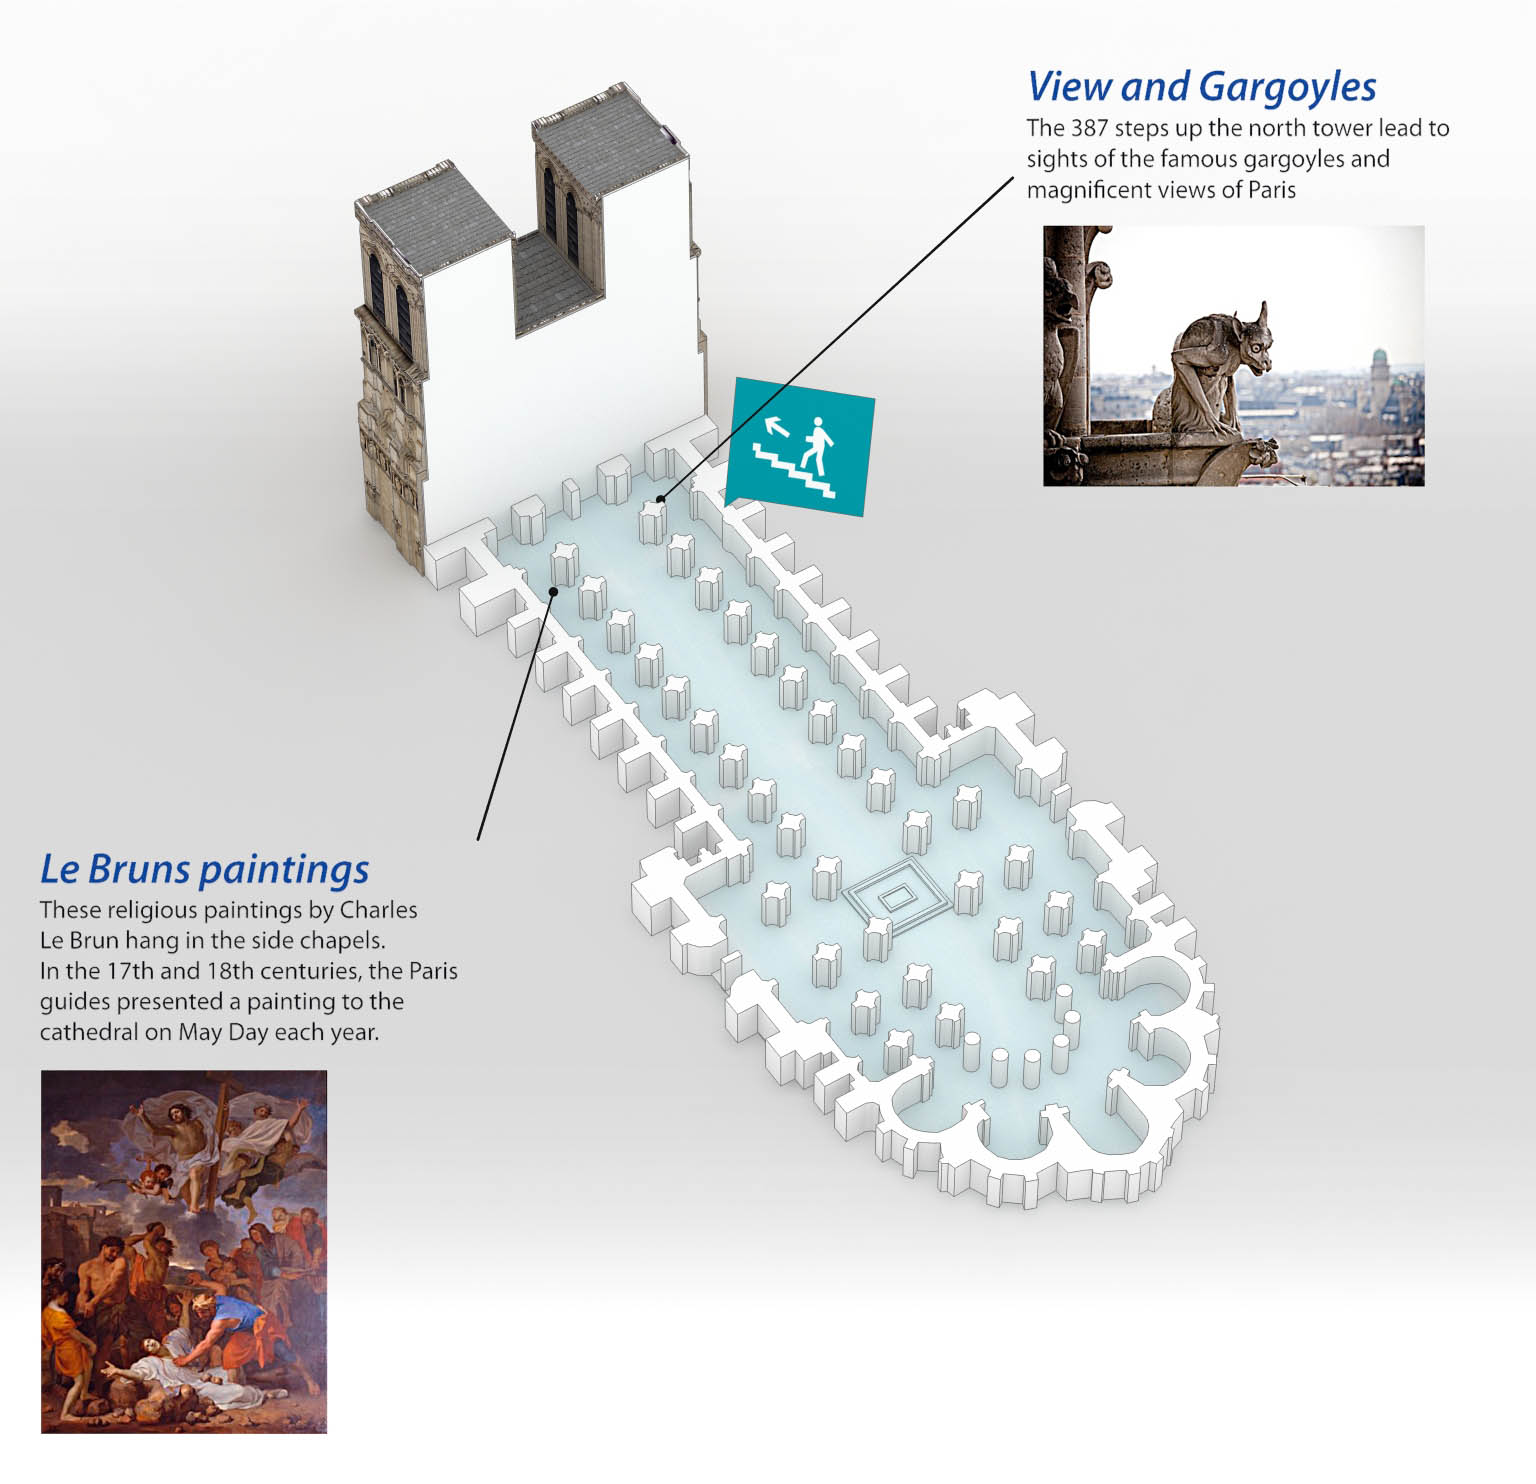 View and Gargoyles
The 387 steps up the north tower lead to
sights of the famous gargoyles and
magnificent views of Paris
Le Bruns paintings
These religious paintings by Charles
Le Brun hang in the side chapels.
In the 17th and 18th centuries, the Paris
guides presented a painting to the
cathedral on May Day each year.